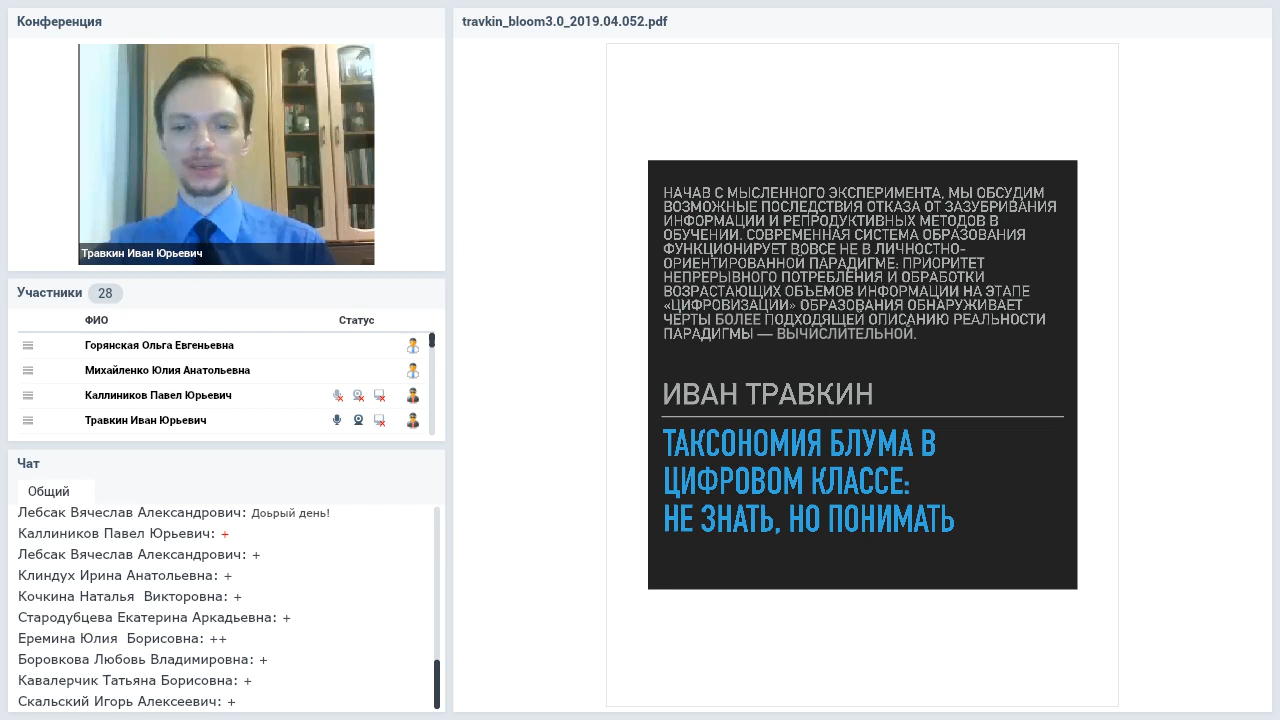 Конференция
Травкин Иван Юрьевич
Участники 28
ФИО Статус
Горянская Ольга Евгеньевна
Михайленко Юлия Анатольевна
Каллиников Павел Юрьевич
Травкин Иван Юрьевич
Чат
Общий
Лебсак Вячеслав Александрович: Доьрый день!
Каллиников Павел Юрьевич: +
Лебсак Вячеслав Александрович: +
Клиндух Ирина Анатольевна: +
Кочкина Наталья Викторовна: +
Стародубцева Екатерина Аркадьевна: +
Еремина Юлия Борисовна: ++
Боровкова Любовь Владимировна: +
Кавалерчик Татьяна Борисовна: +
Скальский Игорь Алексеевич: +
travkin_bloom3.0_2019.04.052.pdf
НАЧАВ С МЫСЛЕННОГО ЭКСПЕРИМЕНТА, МЫ ОБСУДИМ
ВОЗМОЖНЫЕ ПОСЛЕДСТВИЯ ОТКАЗА ОТ ЗАЗУБРИВАНИЯ
ИНФОРМАЦИИ И РЕПРОДУКТИВНЫХ МЕТОДОВ В
ОБУЧЕНИИ. СОВРЕМЕННАЯ СИСТЕМА ОБРАЗОВАНИЯ
ФУНКЦИОНИРУЕТ ВОВСЕ НЕ В ЛИЧНОСТНО-
ОРИЕНТИРОВАННОЙ ПАРАДИГМЕ: ПРИОРИТЕТ
НЕПРЕРЫВНОГО ПОТРЕБЛЕНИЯ И ОБРАБОТКИ
ВОЗРАСТАЮЩИХ ОБЪЕМОВ ИНФОРМАЦИИ НА ЭТАПЕ
«ЦИФРОВИЗАЦИИ» ОБРАЗОВАНИЯ ОБНАРУЖИВАЕТ
ЧЕРТЫ БОЛЕЕ ПОДХОДЯЩЕЙ ОПИСАНИЮ РЕАЛЬНОСТИ
ПАРАДИГМЫ — ВЫЧИСЛИТЕЛЬНОЙ.
ИВАН ТРАВКИН
ТАКСОНОМИЯ БЛУМА В
ЦИФРОВОМ КЛАССЕ:
НЕ ЗНАТЬ, НО ПОНИМАТЬ